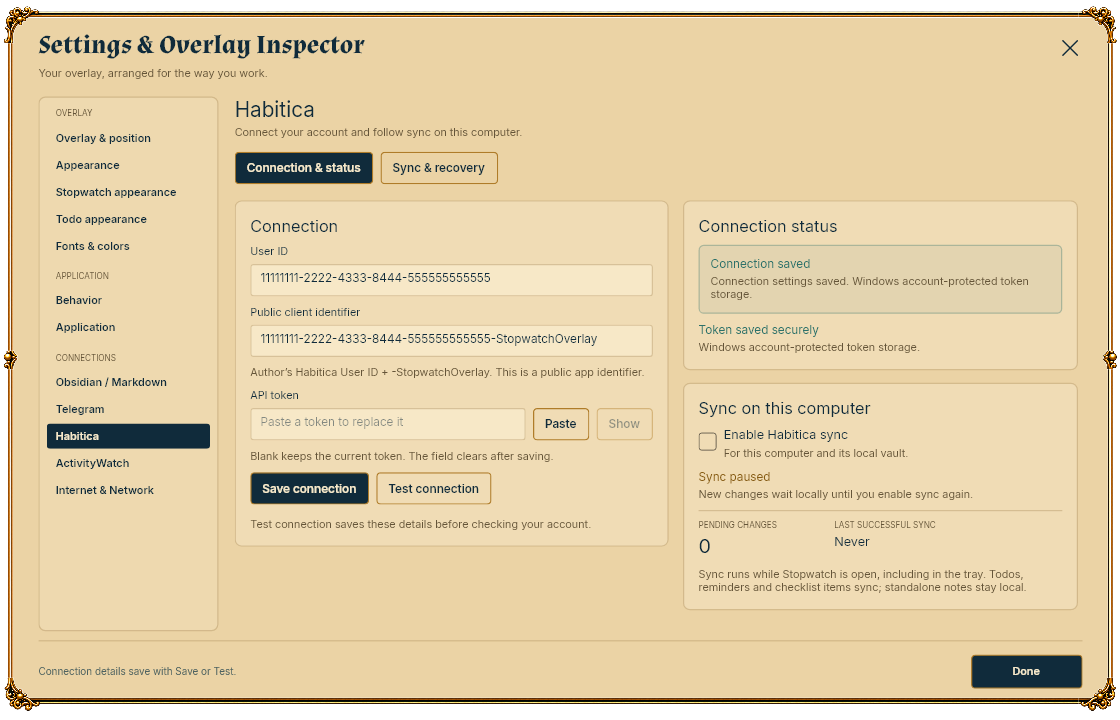 Settings & Overlay Inspector
Your overlay, arranged for the way you work.
OVERLAY
Overlay & position
Appearance
Stopwatch appearance
Todo appearance
Fonts & colors
APPLICATION
Behavior
Application
CONNECTIONS
Obsidian / Markdown
Telegram
Habitica
ActivityWatch
Internet & Network
Habitica
Connect your account and follow sync on this computer.
Connection & status
Sync & recovery
Connection
User ID
11111111-2222-4333-8444-555555555555
Public client identifier
11111111-2222-4333-8444-555555555555-StopwatchOverlay
Author's Habitica User ID + -StopwatchOverlay. This is a public app identifier.
API token
Paste a token to replace it
Paste
Show
Blank keeps the current token. The field clears after saving.
Save connection
Test connection
Test connection saves these details before checking your account.
Connection status
Connection saved
Connection settings saved. Windows account-protected token
storage.
Token saved securely
Windows account-protected token storage.
Sync on this computer
Enable Habitica sync
For this computer and its local vault.
Sync paused
New changes wait locally until you enable sync again.
PENDING CHANGES
0
LAST SUCCESSFUL SYNC
Never
Sync runs while Stopwatch is open, including in the tray. Todos,
reminders and checklist items sync; standalone notes stay local.
Connection details save with Save or Test.
Done